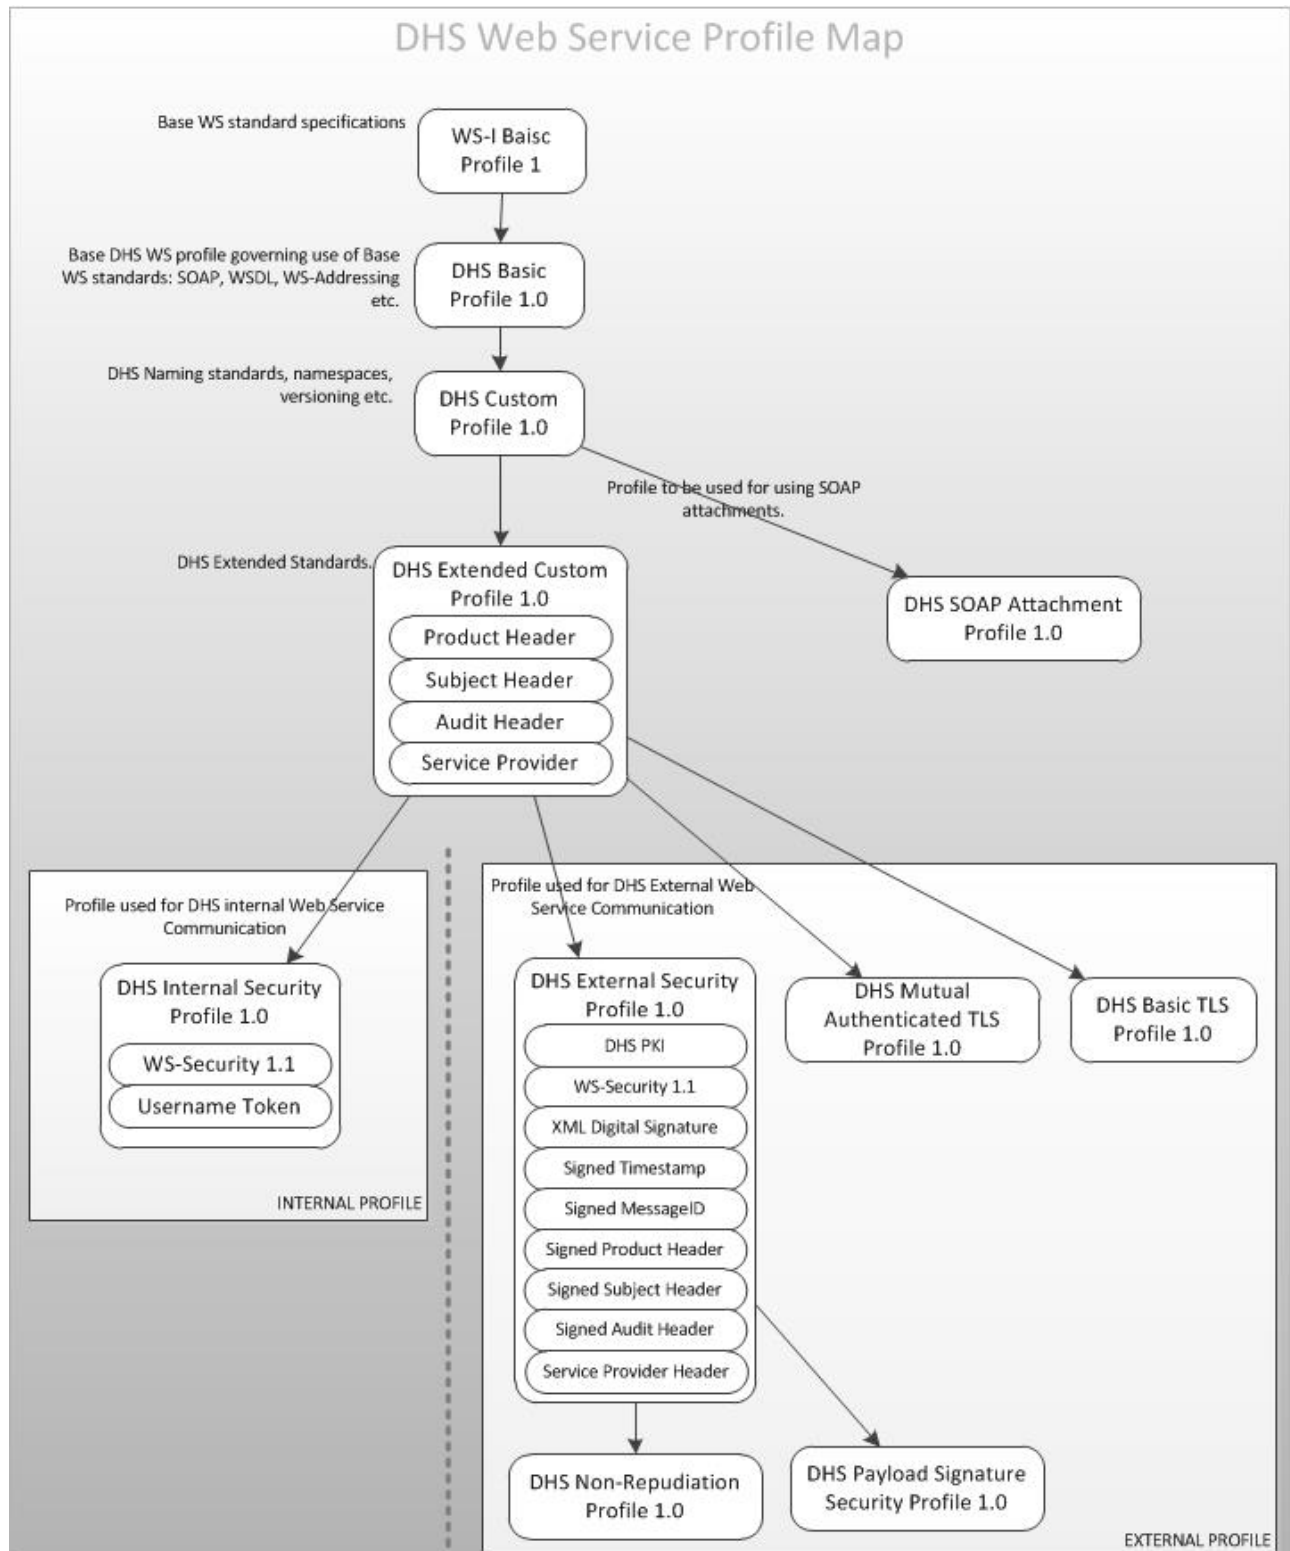 DHS Web Service Profile Map
Base WS standard specifications
WS-I Baisc
Profile 1
Base DHS WS profile governing use of Base
WS standards: SOAP, WSDL, WS-Addressing
etc.
DHS Basic
Profile 1.0
DHS Naming standards, namespaces,
versioning etc.
DHS Custom
Profile 1.0
Profile to be used for using SOAP
attachments.
DHS Extended Standards.
DHS Extended Custom
Profile 1.0
Product Header
Subject Header
Audit Header
Service Provider
DHS SOAP Attachment
Profile 1.0
Profile used for DHS internal Web Service
Communication
DHS Internal Security
Profile 1.0
WS-Security 1.1
Username Token
INTERNAL PROFILE
Profile used for DHS External Web
Service Communication
DHS External Security
Profile 1.0
DHS PKI
WS-Security 1.1
XML Digital Signature
Signed Timestamp
Signed MessageID
Signed Product Header
Signed Subject Header
Signed Audit Header
Service Provider Header
DHS Mutual
Authenticated TLS
Profile 1.0
DHS Basic TLS
Profile 1.0
DHS Non-Repudiation
Profile 1.0
DHS Payload Signature
Security Profile 1.0
EXTERNAL PROFILE